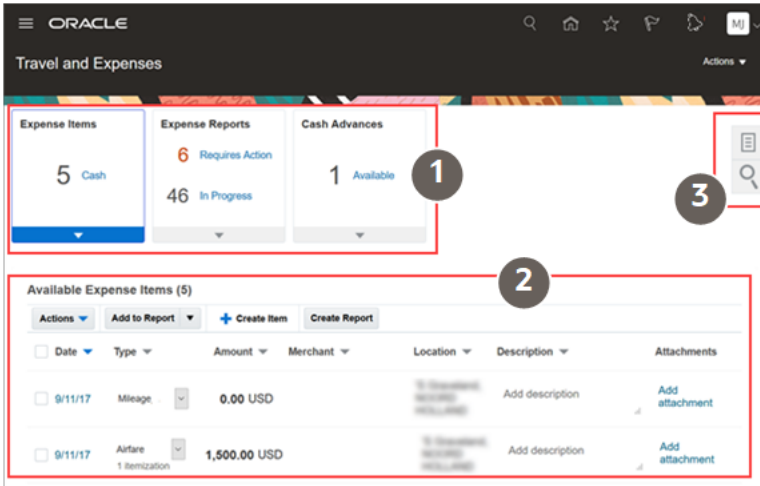 ORACLE
MJ
Travel and Expenses
Actions
Expense Items
Expense Reports
Cash Advances
5 Cash
6 Requires Action
46 In Progress
1 Available
1
3
2
Available Expense Items (5)
Actions
Add to Report
Create Item
Create Report
Date
Type
Amount
Merchant
Location
Description
Attachments
9/11/17
Mileage
0.00 USD
Add description
Add
attachment
9/11/17
Airfare
1 itemization
1,500.00 USD
Add description
Add
attachment